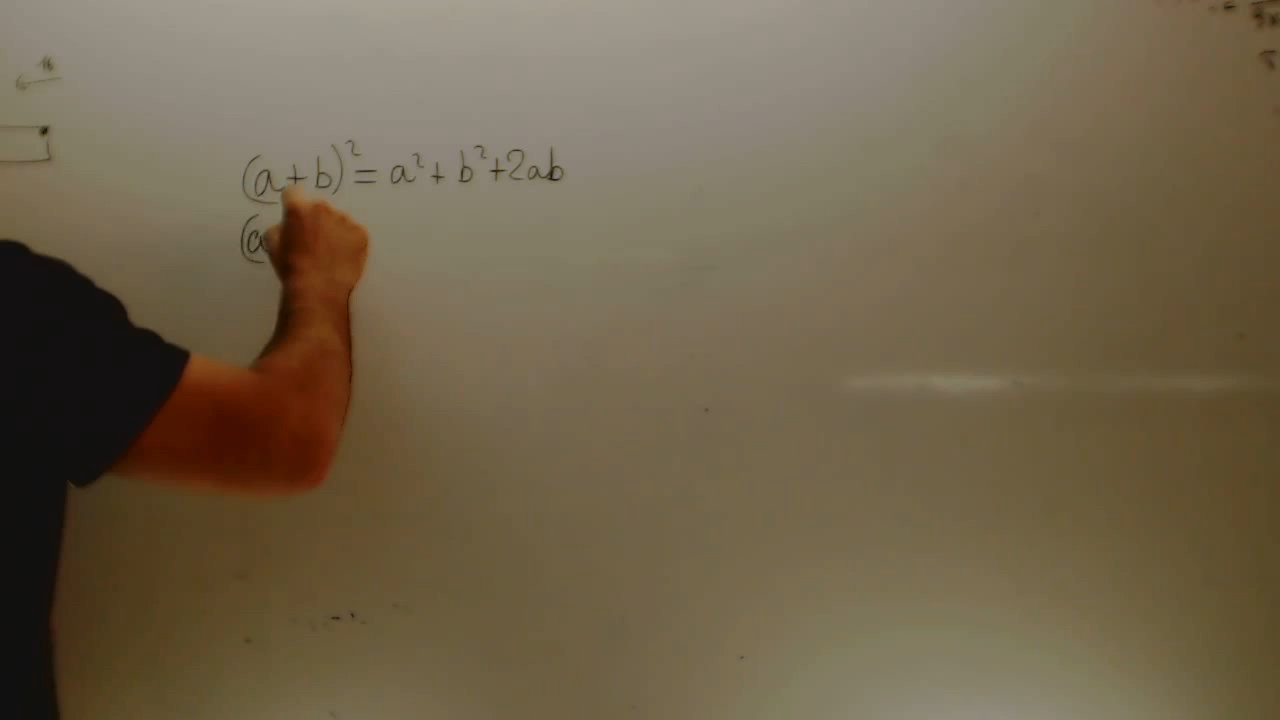 (a+b)² = a² + b² + 2ab
(a